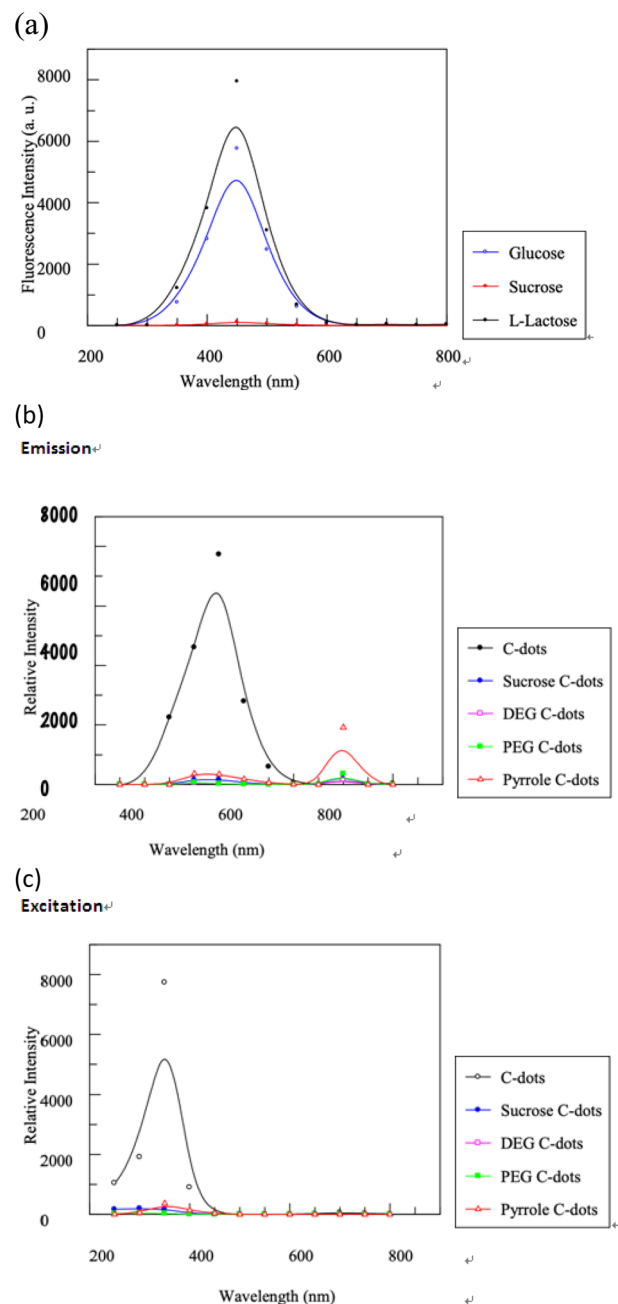 (a)
8000
6000
4000
2000
0
Fluorescence Intensity (a. u.)
200 400 600 800
Wavelength (nm)
Glucose
Sucrose
L-Lactose
(b)
Emission
8000
6000
4000
2000
0
Relative Intensity
200 400 600 800
Wavelength (nm)
C-dots
Sucrose C-dots
DEG C-dots
PEG C-dots
Pyrrole C-dots
(c)
Excitation
8000
6000
4000
2000
0
Relative Intensity
200 400 600 800
Wavelength (nm)
C-dots
Sucrose C-dots
DEG C-dots
PEG C-dots
Pyrrole C-dots